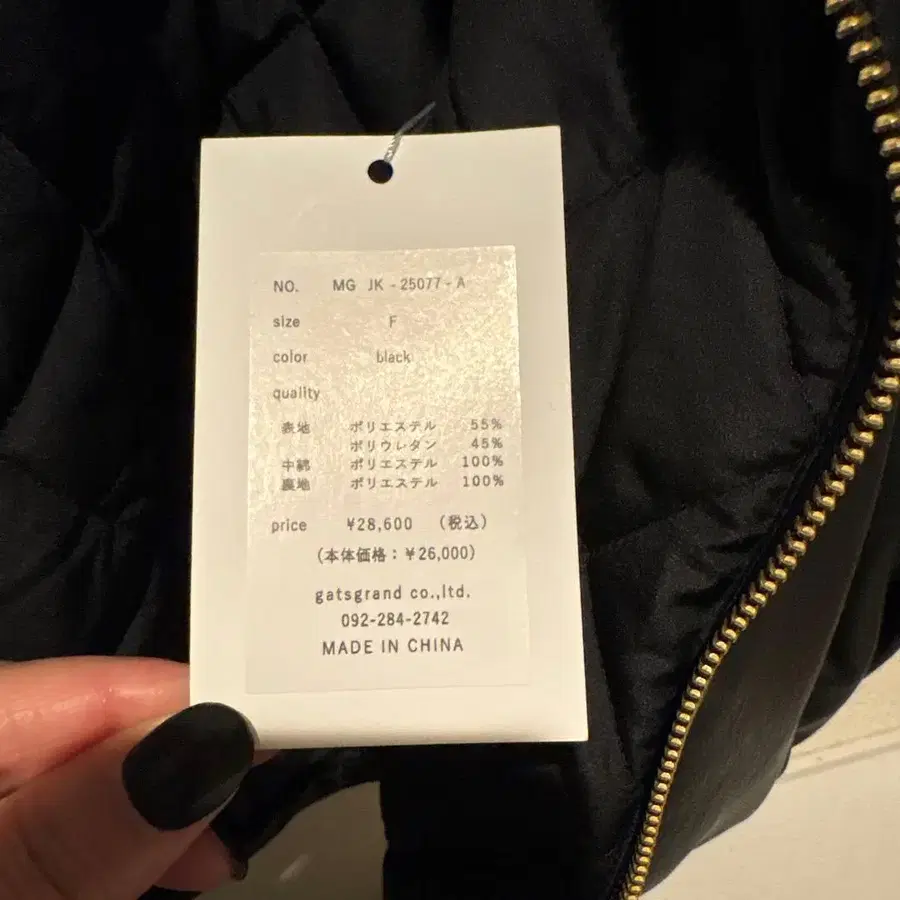 NO. MG JK - 25077 - A
size F
color black
quality
表地 ポリエステル 55%
ポリウレタン 45%
中綿 ポリエステル 100%
裏地 ポリエステル 100%
price ¥28,600 (税込)
(本体価格：¥26,000)
gatsgrand co.,ltd.
092-284-2742
MADE IN CHINA